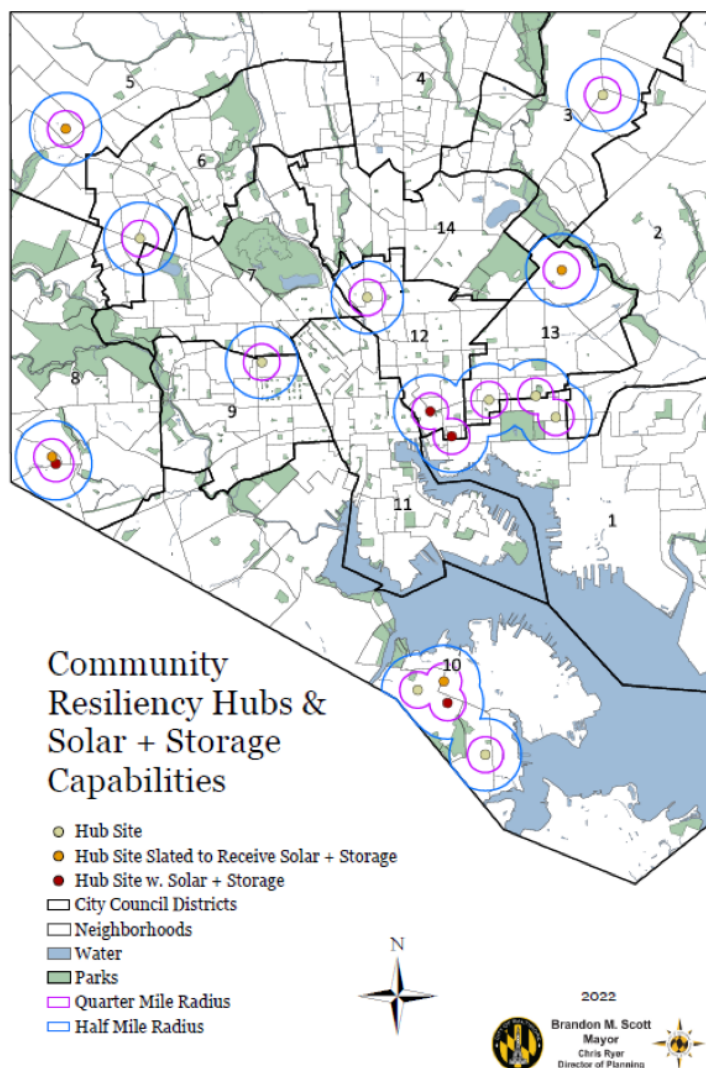 5
4
3
6
14
2
7
12
13
8
9
11
1
10
Community
Resiliency Hubs &
Solar + Storage
Capabilities
Hub Site
Hub Site Slated to Receive Solar + Storage
Hub Site w. Solar + Storage
City Council Districts
Neighborhoods
Water
Parks
Quarter Mile Radius
Half Mile Radius
N
2022
Brandon M. Scott
Mayor
Chris Ryer
Director of Planning